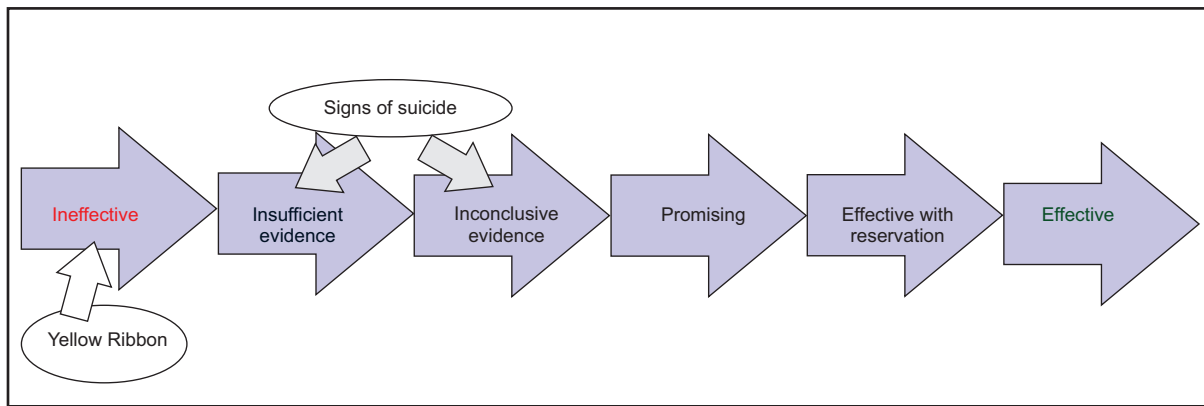 Signs of suicide
Ineffective
Insufficient
evidence
Inconclusive
evidence
Promising
Effective with
reservation
Effective
Yellow Ribbon